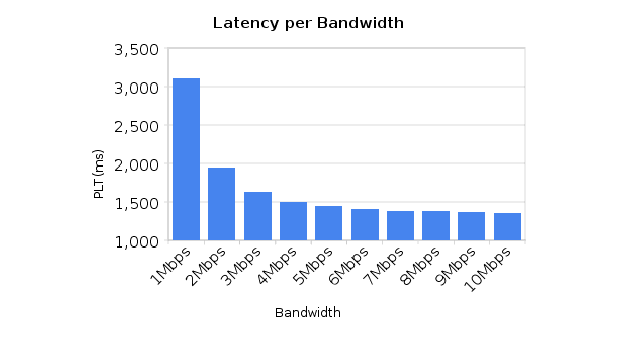 Latency per Bandwidth
3,500
3,000
2,500
2,000
1,500
1,000
PLT (ms)
1Mbps
2Mbps
3Mbps
4Mbps
5Mbps
6Mbps
7Mbps
8Mbps
9Mbps
10Mbps
Bandwidth